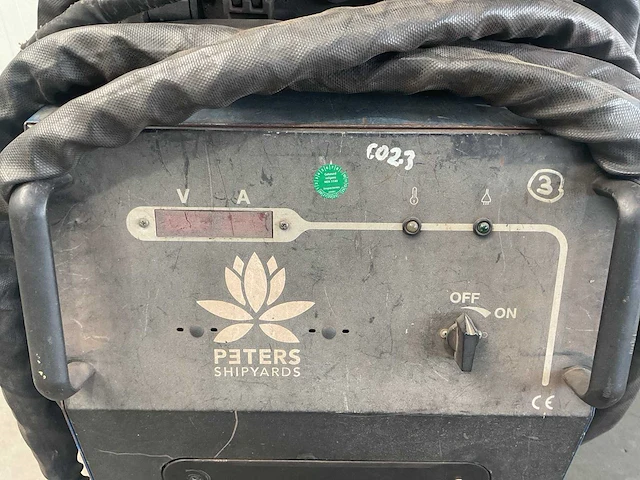 C023
3
V A
OFF
ON
PETERS
SHIPYARDS
CE